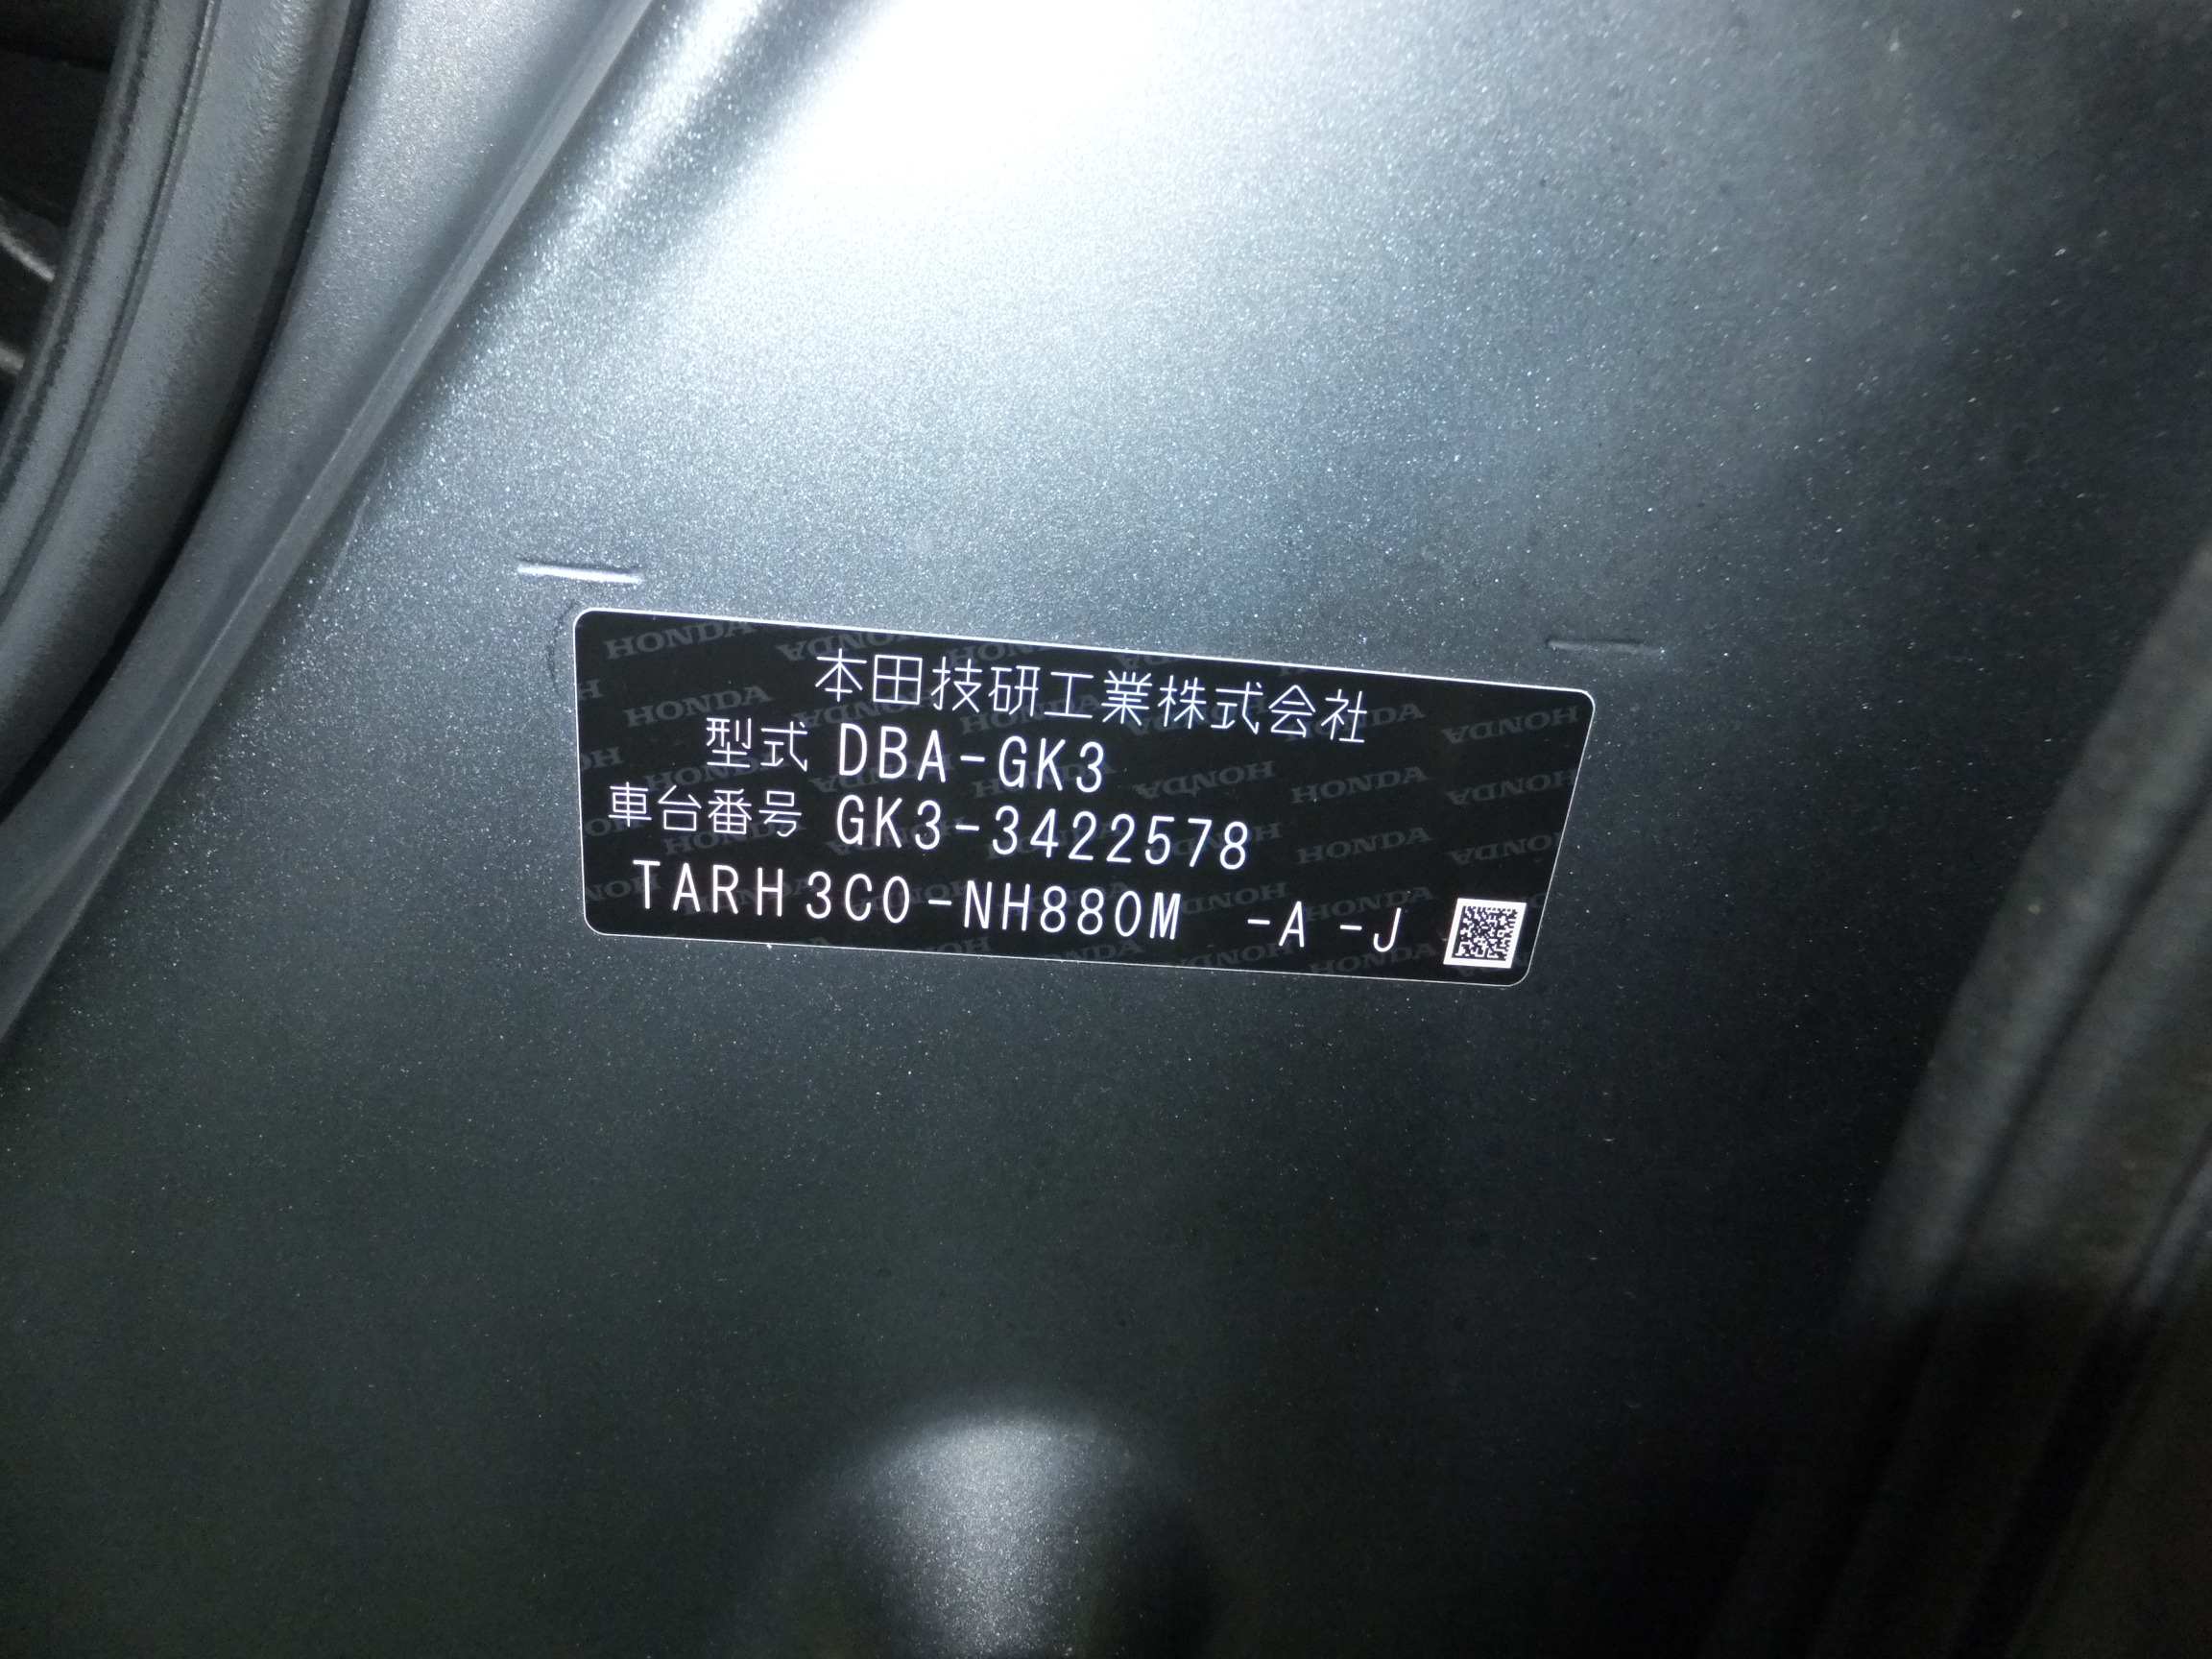 本田技研工業株式会社
型式 DBA-GK3
車台番号 GK3-3422578
TARH3C0-NH880M -A -J